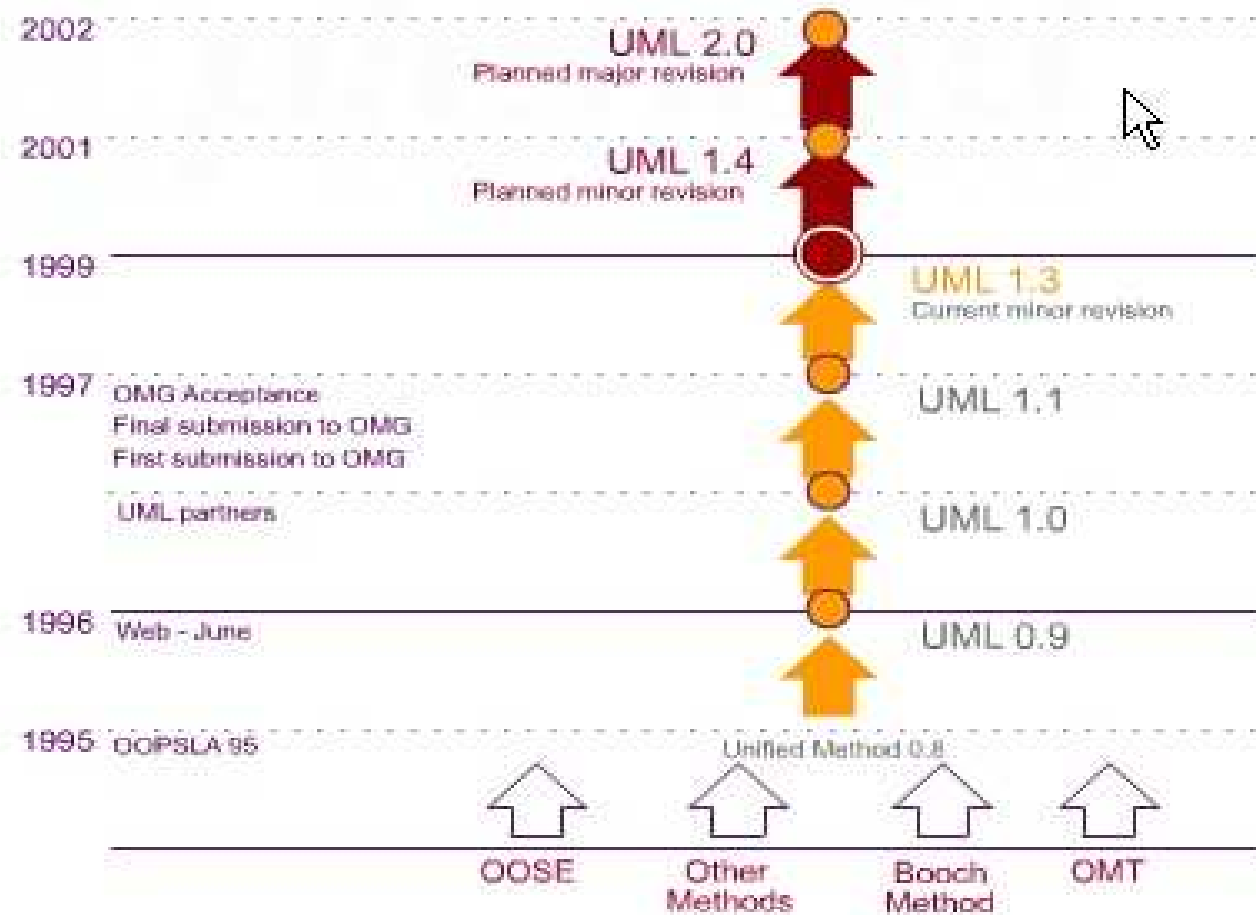 2002
UML 2.0
Planned major revision
2001
UML 1.4
Planned minor revision
1999
UML 1.3
Current minor revision
1997
OMG Acceptance
UML 1.1
Final submission to OMG
First submission to OMG
UML partners
UML 1.0
1996
Web - June
UML 0.9
1995
OOPSLA 95
Unified Method 0.8
OOSE
Other
Methods
Booch
Method
OMT